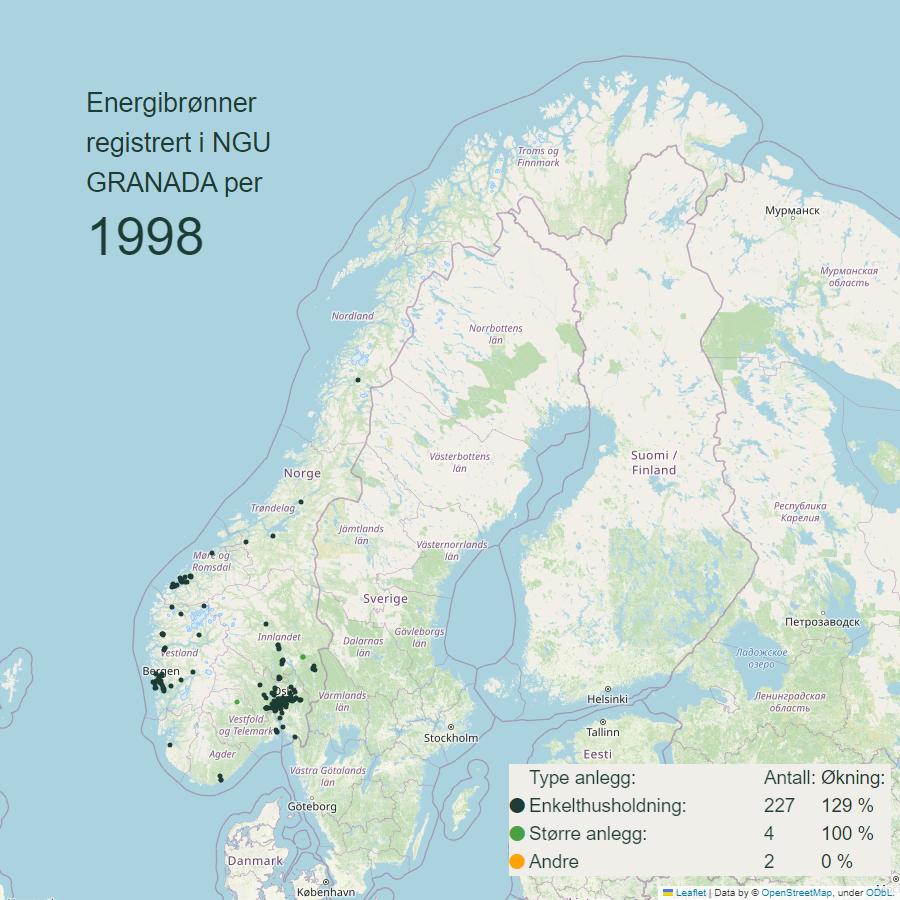 Energibrønner
registrert i NGU
GRANADA per
1998
Troms og
Finnmark
Мурманск
Мурманская
область
Nordland
Norrbottens
län
Norge
Västerbottens
län
Suomi /
Finland
Trøndelag
Jämtlands
län
Västernorrlands
län
Республика
Карелия
Møre og
Romsdal
Sverige
Петрозаводск
Innlandet
Dalarnas
län
Gävleborgs
län
Vestland
Ладожское
озеро
Bergen
Värmlands
län
Helsinki
Ленинградская
область
Vestfold
og Telemark
Stockholm
Tallinn
Agder
Eesti
Västra Götalands
län
Göteborg
Danmark
København
Type anlegg: Antall: Økning:
Enkelthusholdning: 227 129 %
Større anlegg: 4 100 %
Andre 2 0 %
Leaflet | Data by © OpenStreetMap, under ODbL.